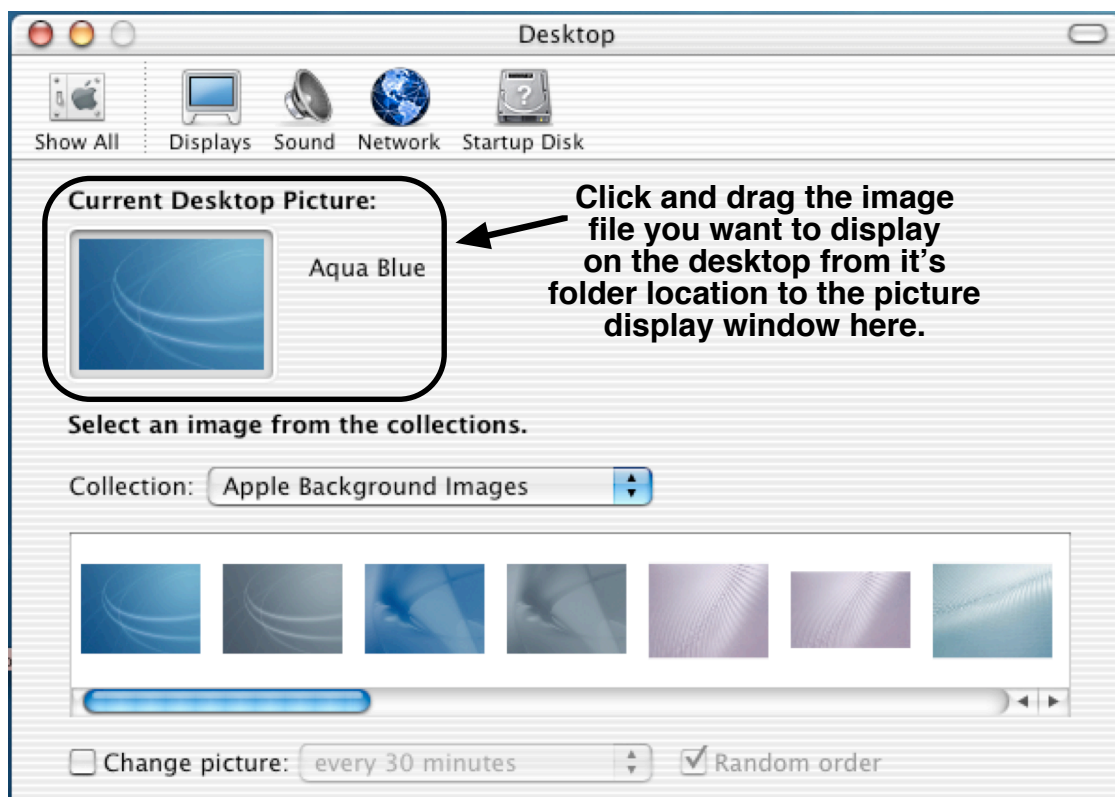 Desktop
Show All Displays Sound Network Startup Disk
Current Desktop Picture:
Aqua Blue
Click and drag the image
file you want to display
on the desktop from it's
folder location to the picture
display window here.
Select an image from the collections.
Collection: Apple Background Images
Change picture: every 30 minutes Random order